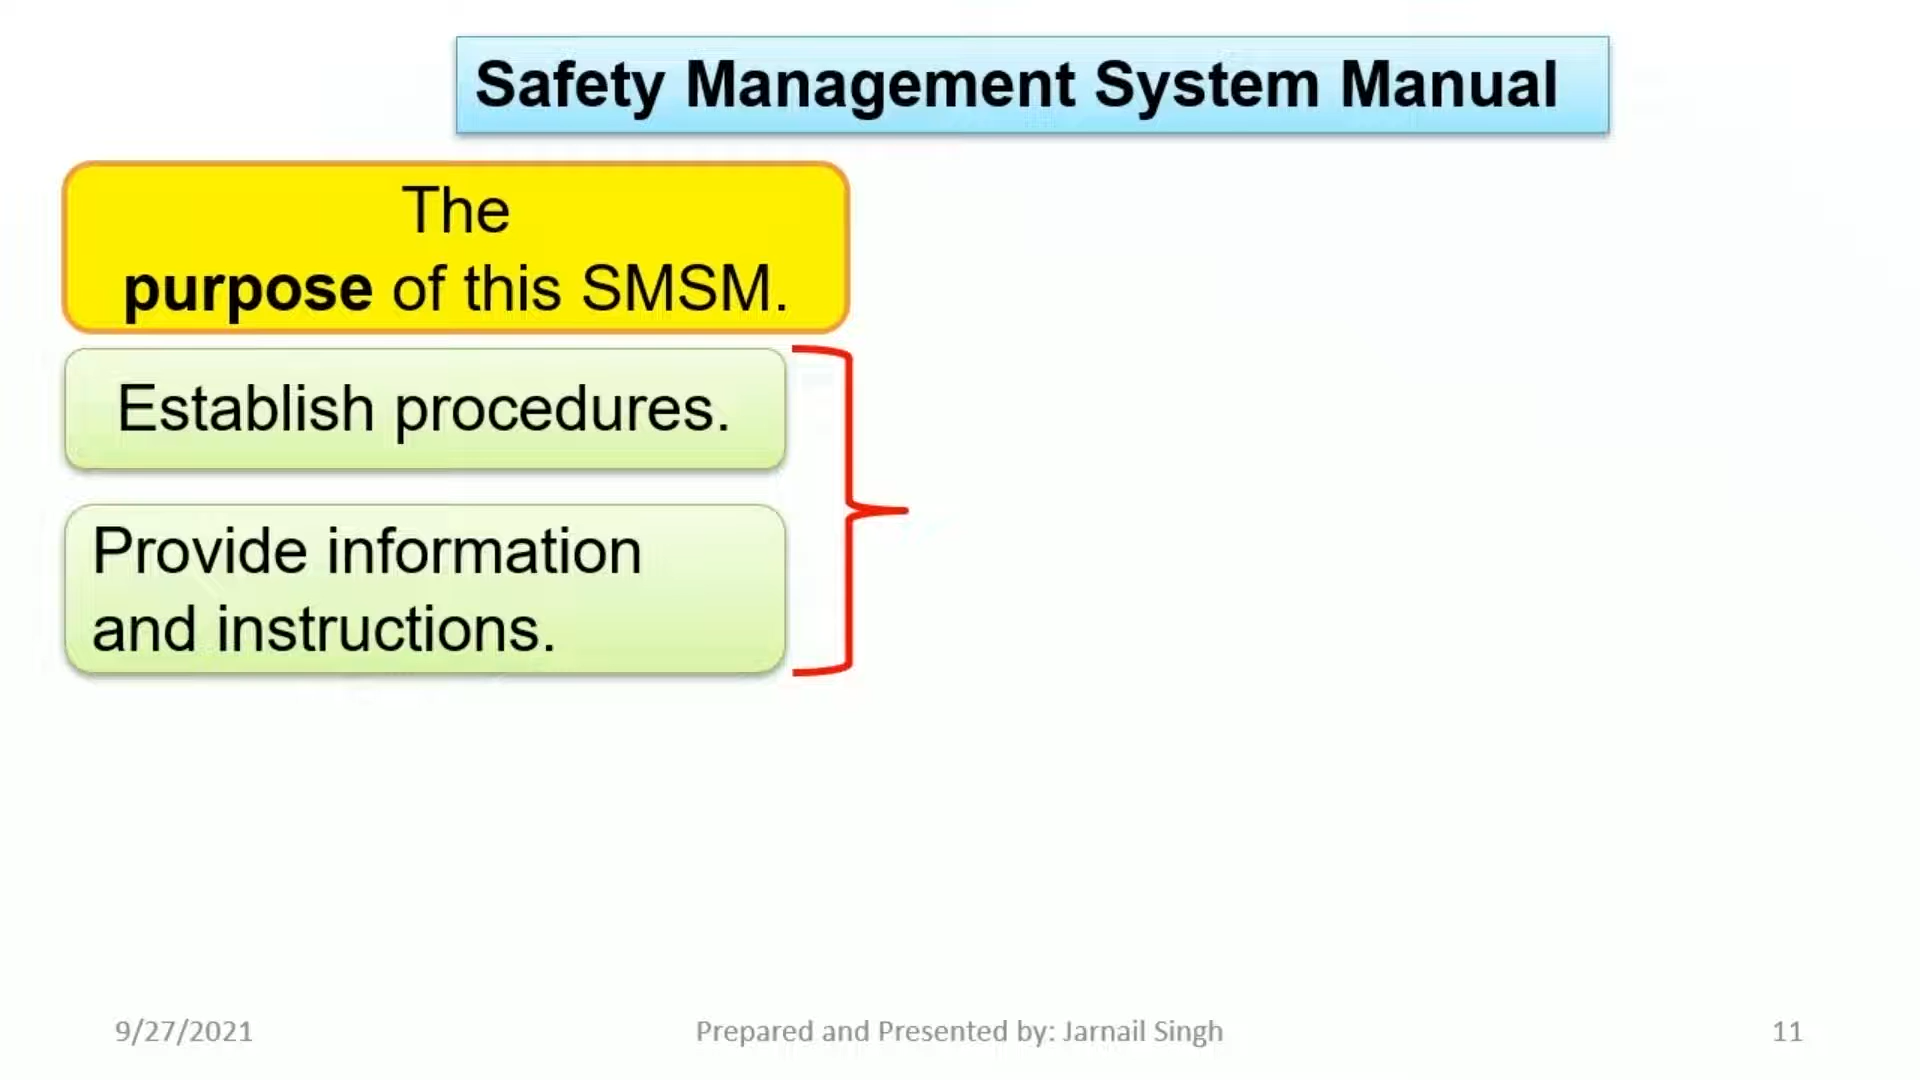 Safety Management System Manual
The
purpose of this SMSM.
Establish procedures.
Provide information
and instructions.
9/27/2021
Prepared and Presented by: Jarnail Singh
11